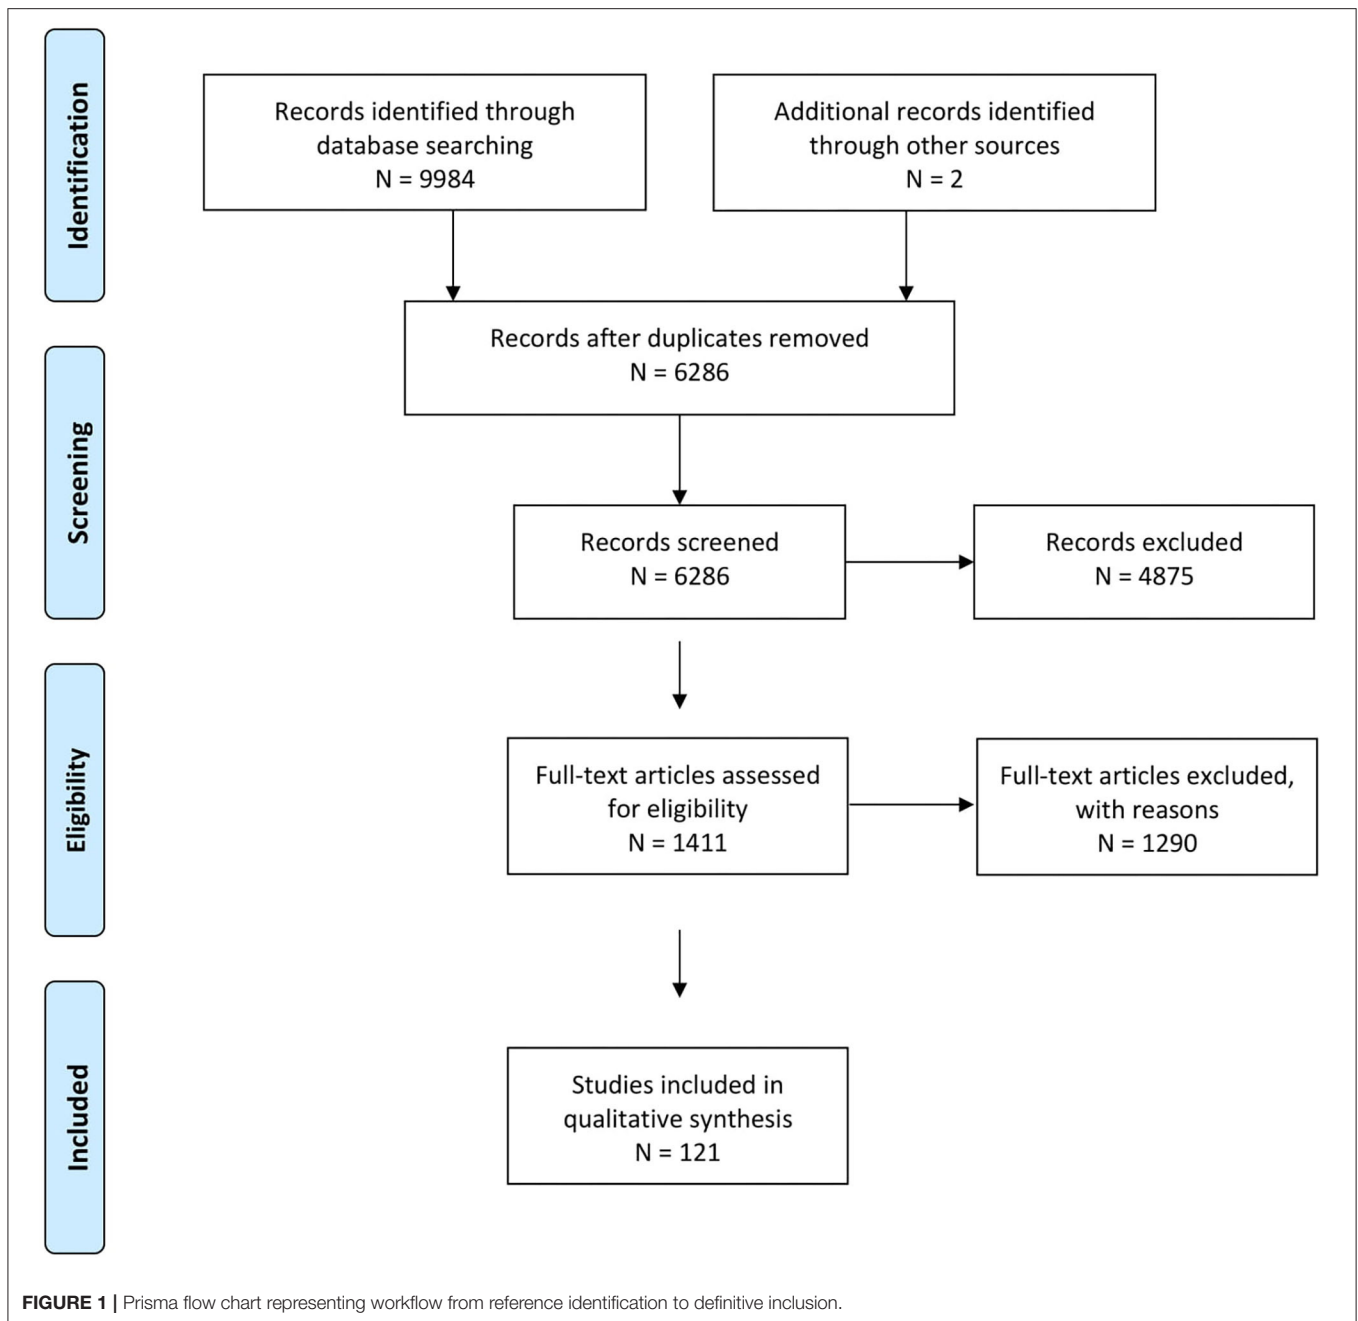 Identification
Records identified through
database searching
N = 9984
Additional records identified
through other sources
N = 2
Records after duplicates removed
N = 6286
Screening
Records screened
N = 6286
Records excluded
N = 4875
Eligibility
Full-text articles assessed
for eligibility
N = 1411
Full-text articles excluded,
with reasons
N = 1290
Included
Studies included in
qualitative synthesis
N = 121
FIGURE 1 | Prisma flow chart representing workflow from reference identification to definitive inclusion.